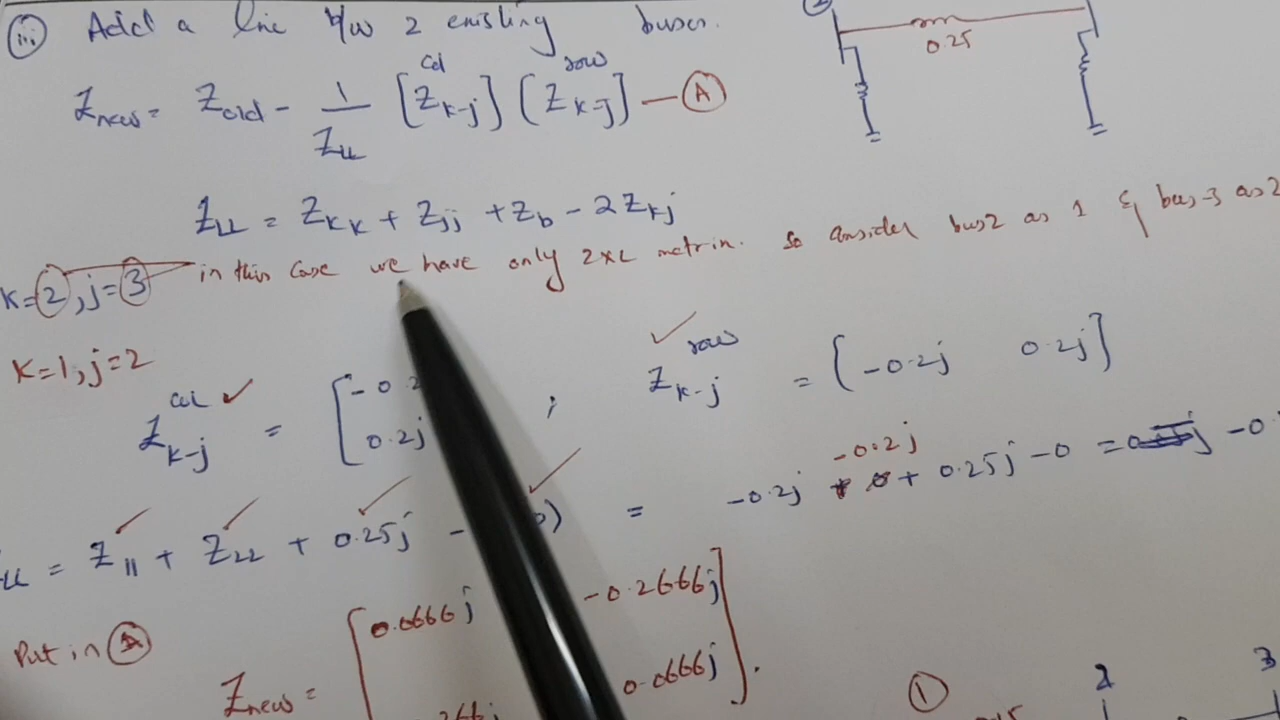 (iii) Add a line b/w 2 existing buses.
0.25
col row
Znew = Zold - 1/ZLL [Zk-j] [Zk-j] — (A)
ZLL = Zkk + Zjj + Zb - 2Zkj
k=2, j=3 in this case we have only 2x2 matrix. So consider bus2 as 1 & bus-3 as 2
k=1, j=2
col ✓ ✓ row
Zk-j = [-0.2 0.2j ; Zk-j = [-0.2j 0.2j]
LL = Z11 + Z22 + 0.25j - 0) = -0.2j -0.2j + 0.25j - 0 = -0.
Put in (A)
Znew = [0.0666j -0.2666j
266j 0.0666j].
(1) 2 3